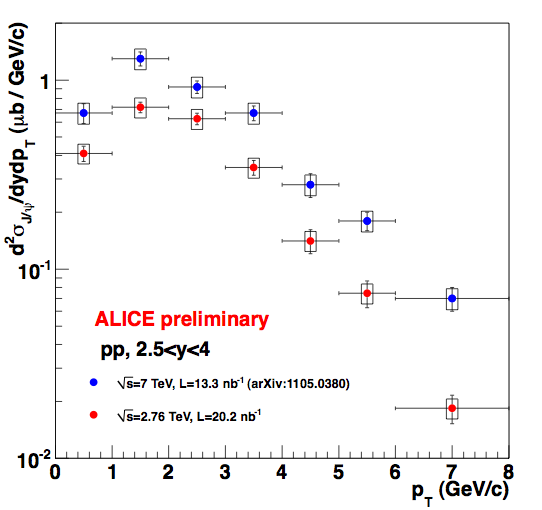 d²σJ/ψ/dydpT (μb / GeV/c)
1
10⁻¹
10⁻²
ALICE preliminary
pp, 2.5<y<4
√s=7 TeV, L=13.3 nb⁻¹ (arXiv:1105.0380)
√s=2.76 TeV, L=20.2 nb⁻¹
0 1 2 3 4 5 6 7 8
pT (GeV/c)